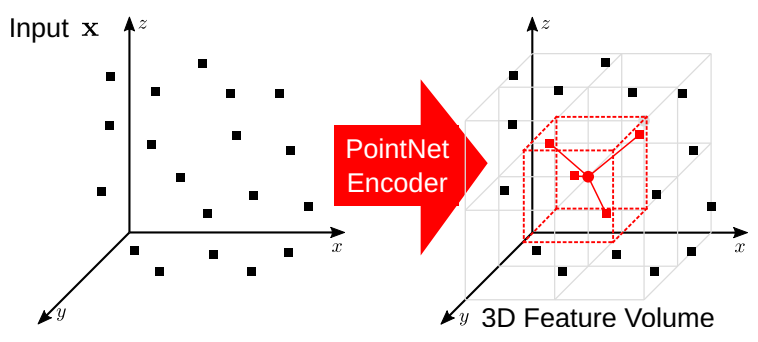 Input x
z
x
y
PointNet
Encoder
z
x
y
3D Feature Volume